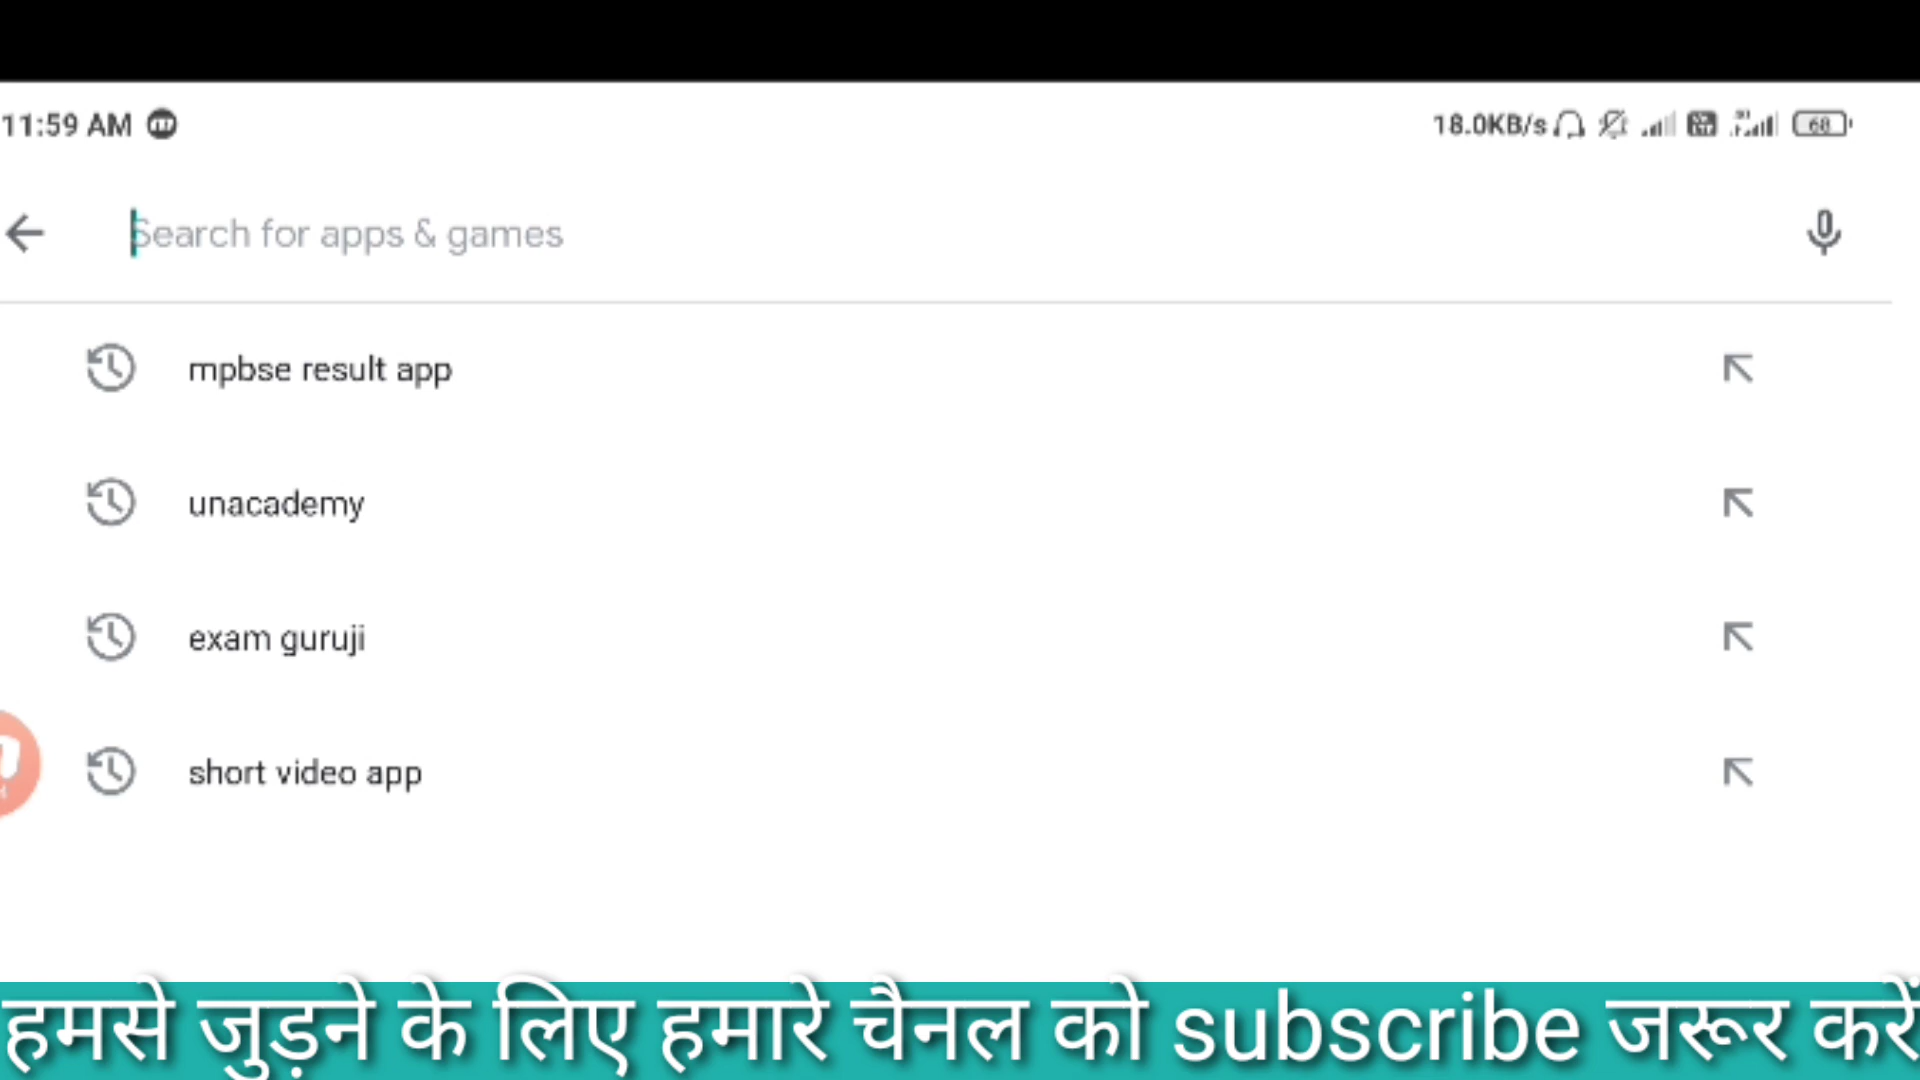 11:59 AM
18.0KB/s 68
Search for apps & games
mpbse result app
unacademy
exam guruji
short video app
हमसे जुड़ने के लिए हमारे चैनल को subscribe जरूर करें